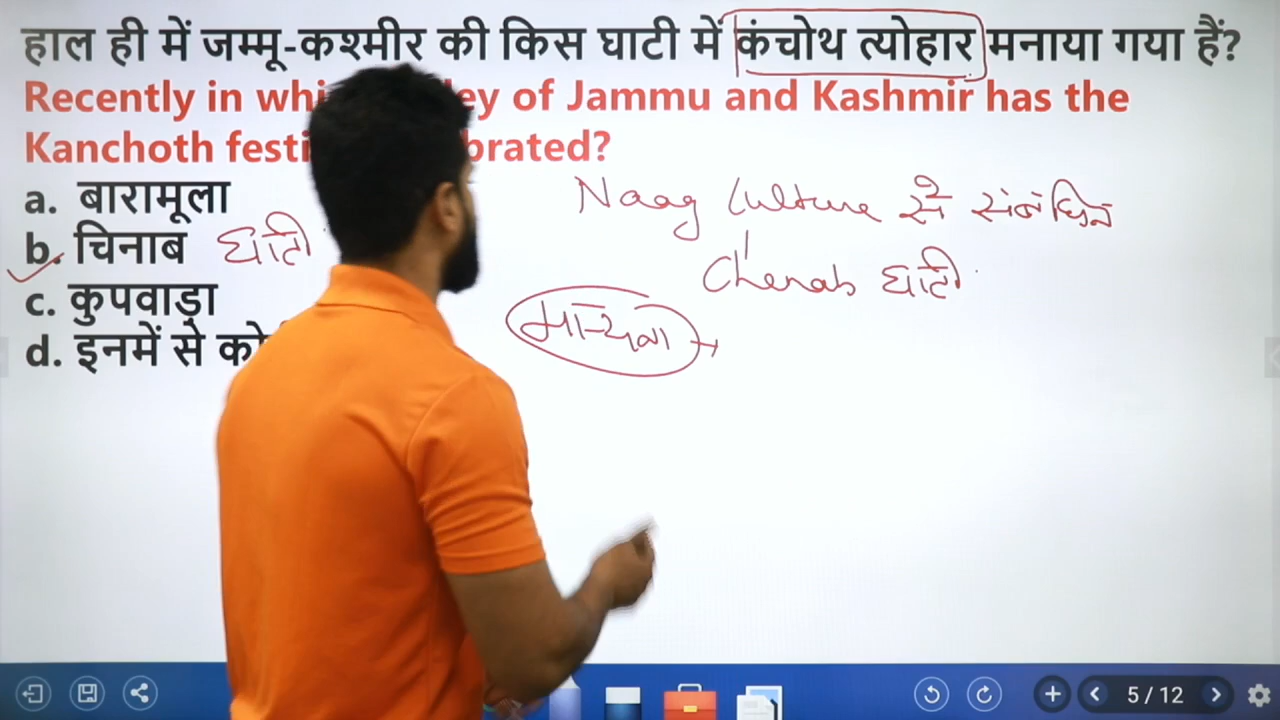 हाल ही में जम्मू-कश्मीर की किस घाटी में कंचोथ त्योहार मनाया गया हैं?
Recently in whi ley of Jammu and Kashmir has the
Kanchoth festi brated?
a. बारामूला
b. चिनाब घाटी
c. कुपवाड़ा
d. इनमें से को
Naag Culture से संबंधित
Chenab घाटी
मान्यता →
5 / 12